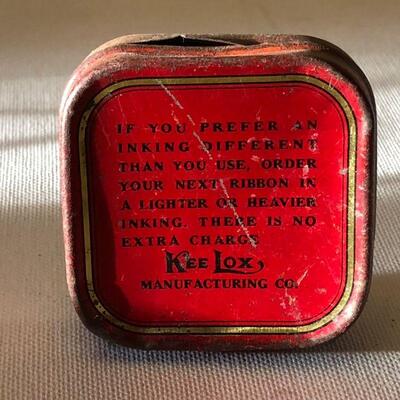 IF YOU PREFER AN
INKING DIFFERENT
THAN YOU USE, ORDER
YOUR NEXT RIBBON IN
A LIGHTER OR HEAVIER
INKING. THERE IS NO
EXTRA CHARGE
KEE LOX
MANUFACTURING CO.